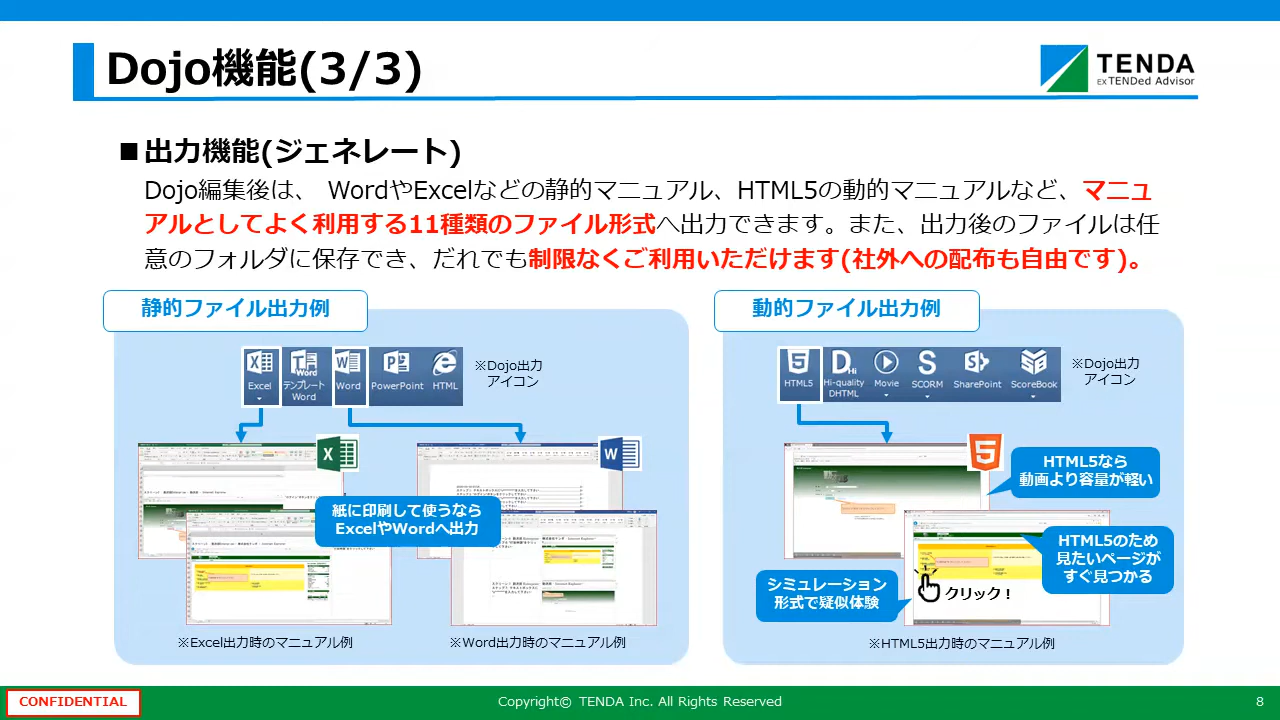 Dojo機能(3/3)
TENDA
EX TENDed Advisor
■出力機能(ジェネレート)
Dojo編集後は、 WordやExcelなどの静的マニュアル、HTML5の動的マニュアルなど、マニュ
アルとしてよく利用する11種類のファイル形式へ出力できます。また、出力後のファイルは任
意のフォルダに保存でき、だれでも制限なくご利用いただけます(社外への配布も自由です)。
静的ファイル出力例
Excel
テンプレート
Word
Word
Word
PowerPoint
HTML
※Dojo出力
アイコン
紙に印刷して使うなら
ExcelやWordへ出力
※Excel出力時のマニュアル例
※Word出力時のマニュアル例
動的ファイル出力例
HTML5
Hi-quality
DHTML
Movie
SCORM
SharePoint
ScoreBook
※Dojo出力
アイコン
HTML5なら
動画より容量が軽い
HTML5のため
見たいページが
すぐ見つかる
シミュレーション
形式で疑似体験
クリック！
※HTML5出力時のマニュアル例
CONFIDENTIAL
Copyright© TENDA Inc. All Rights Reserved
8